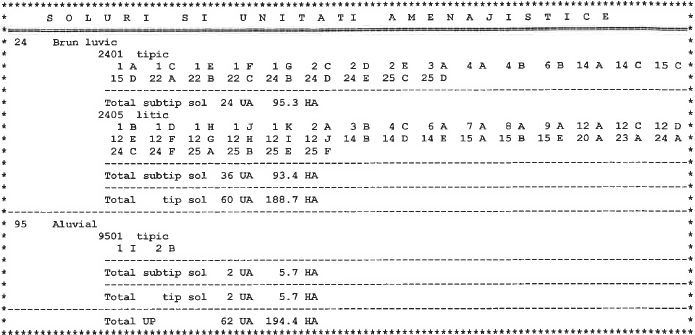 S O L U R I   S I   U N I T A T I   A M E N A J I S T I C E
24 Brun luvic
2401 tipic
1 A 1 C 1 E 1 F 1 G 2 C 2 D 2 E 3 A 4 A 4 B 6 B 14 A 14 C 15 C
15 D 22 A 22 B 22 C 24 B 24 D 24 E 25 C 25 D
Total subtip sol 24 UA 95.3 HA
2405 litic
1 B 1 D 1 H 1 J 1 K 2 A 3 B 4 C 6 A 7 A 8 A 9 A 12 A 12 C 12 D
12 E 12 F 12 G 12 H 12 I 12 J 14 B 14 D 14 E 15 A 15 B 15 E 20 A 23 A 24 A
24 C 24 F 25 A 25 B 25 E 25 F
Total subtip sol 36 UA 93.4 HA
Total tip sol 60 UA 188.7 HA
95 Aluvial
9501 tipic
1 I 2 B
Total subtip sol 2 UA 5.7 HA
Total tip sol 2 UA 5.7 HA
Total UP 62 UA 194.4 HA